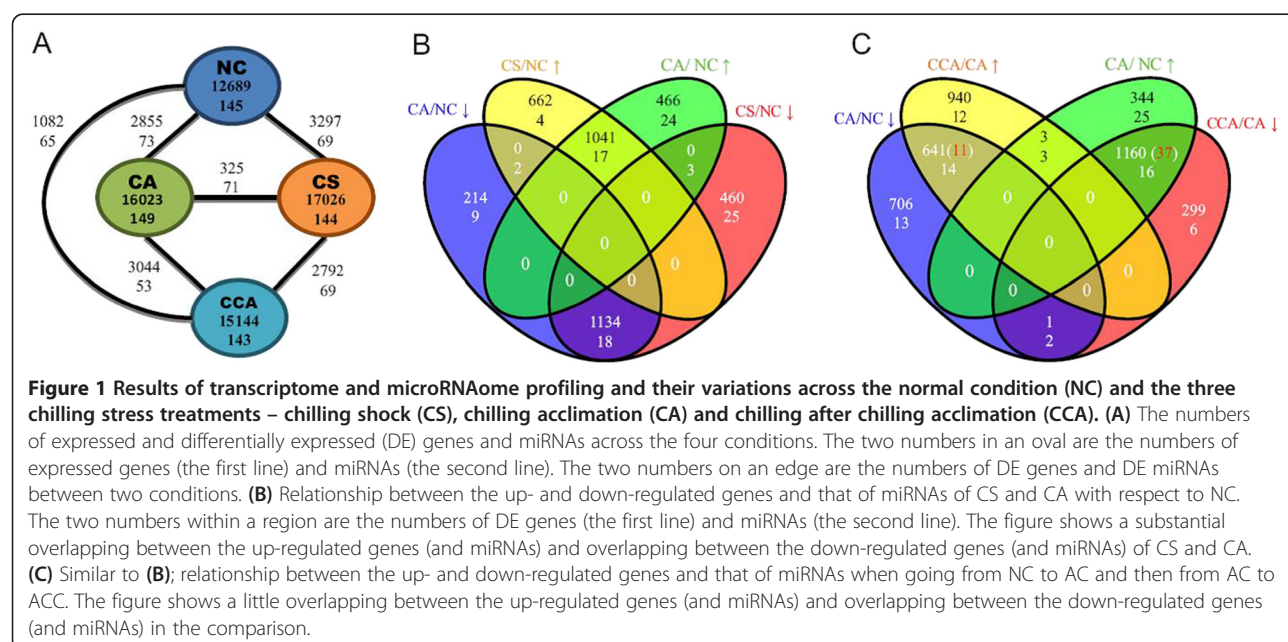 A
NC
12689
145
1082
65
2855
73
3297
69
325
71
CA
16023
149
CS
17026
144
3044
53
2792
69
CCA
15144
143
B
CS/NC ↑
CA/ NC ↑
CA/NC ↓
CS/NC ↓
662
4
466
24
1041
17
0
2
0
3
214
9
0
0
460
25
0
0
0
0
0
1134
18
C
CCA/CA ↑
CA/ NC ↑
CA/NC ↓
CCA/CA ↓
940
12
344
25
3
3
641(11)
14
1160 (37)
16
706
13
0
0
299
6
0
0
0
0
0
1
2
Figure 1 Results of transcriptome and microRNAome profiling and their variations across the normal condition (NC) and the three
chilling stress treatments – chilling shock (CS), chilling acclimation (CA) and chilling after chilling acclimation (CCA). (A) The numbers
of expressed and differentially expressed (DE) genes and miRNAs across the four conditions. The two numbers in an oval are the numbers of
expressed genes (the first line) and miRNAs (the second line). The two numbers on an edge are the numbers of DE genes and DE miRNAs
between two conditions. (B) Relationship between the up- and down-regulated genes and that of miRNAs of CS and CA with respect to NC.
The two numbers within a region are the numbers of DE genes (the first line) and miRNAs (the second line). The figure shows a substantial
overlapping between the up-regulated genes (and miRNAs) and overlapping between the down-regulated genes (and miRNAs) of CS and CA.
(C) Similar to (B); relationship between the up- and down-regulated genes and that of miRNAs when going from NC to AC and then from AC to
ACC. The figure shows a little overlapping between the up-regulated genes (and miRNAs) and overlapping between the down-regulated genes
(and miRNAs) in the comparison.